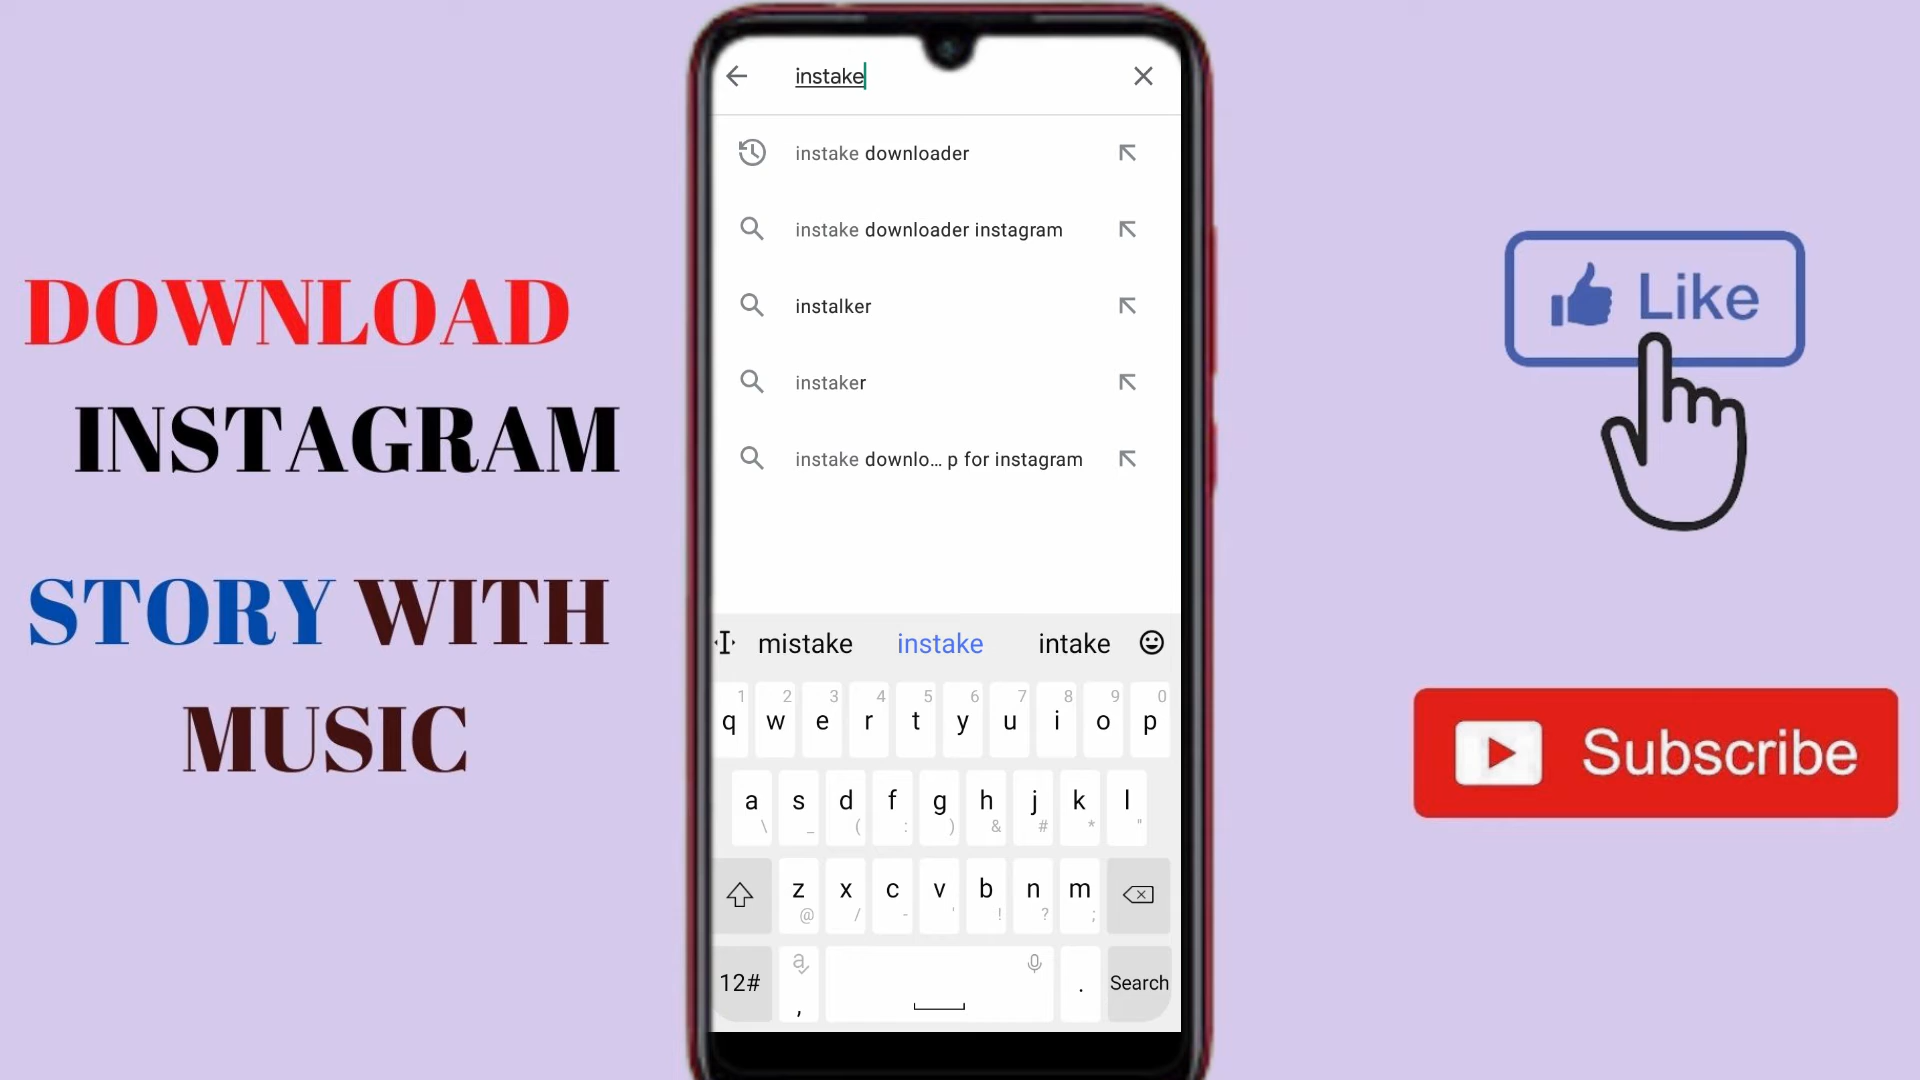 DOWNLOAD
INSTAGRAM
STORY WITH
MUSIC
instake
instake downloader
instake downloader instagram
instalker
instaker
instake downlo... p for instagram
mistake instake intake
1 2 3 4 5 6 7 8 9 0
q w e r t y u i o p
a s d f g h j k l
\ _ ( : ) & # * "
z x c v b n m
@ / - ' ! ? ;
12# , . Search
Like
Subscribe